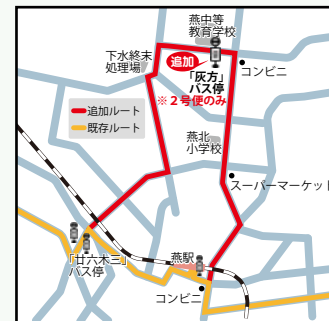 燕中等
教育学校
下水終末
処理場
追加
コンビニ
「灰方」
バス停
※２号便のみ
追加ルート
既存ルート
燕北
小学校
スーパーマーケット
「廿六木三」
バス停
燕駅
コンビニ